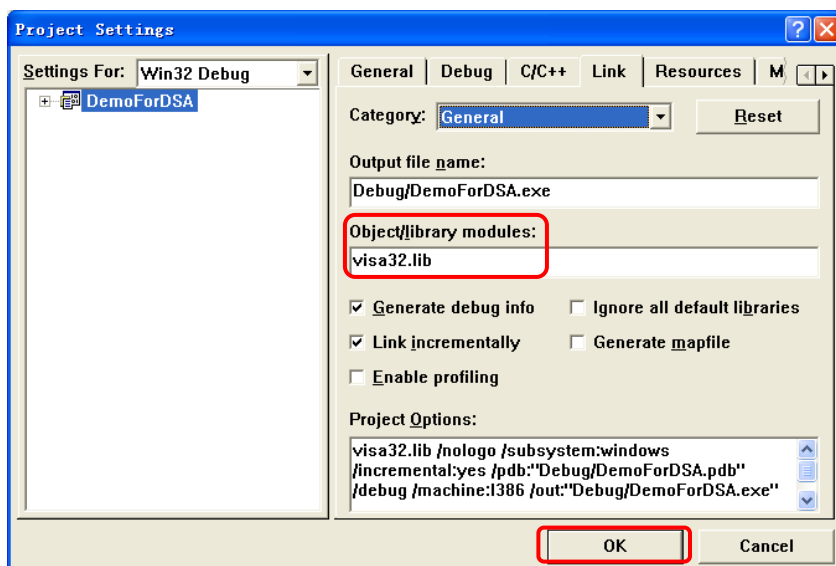 Project Settings
Settings For: Win32 Debug
DemoForDSA
General Debug C/C++ Link Resources M
Category: General Reset
Output file name:
Debug/DemoForDSA.exe
Object/library modules:
visa32.lib
Generate debug info Ignore all default libraries
Link incrementally Generate mapfile
Enable profiling
Project Options:
visa32.lib /nologo /subsystem:windows
/incremental:yes /pdb:"Debug/DemoForDSA.pdb"
/debug /machine:I386 /out:"Debug/DemoForDSA.exe"
OK Cancel